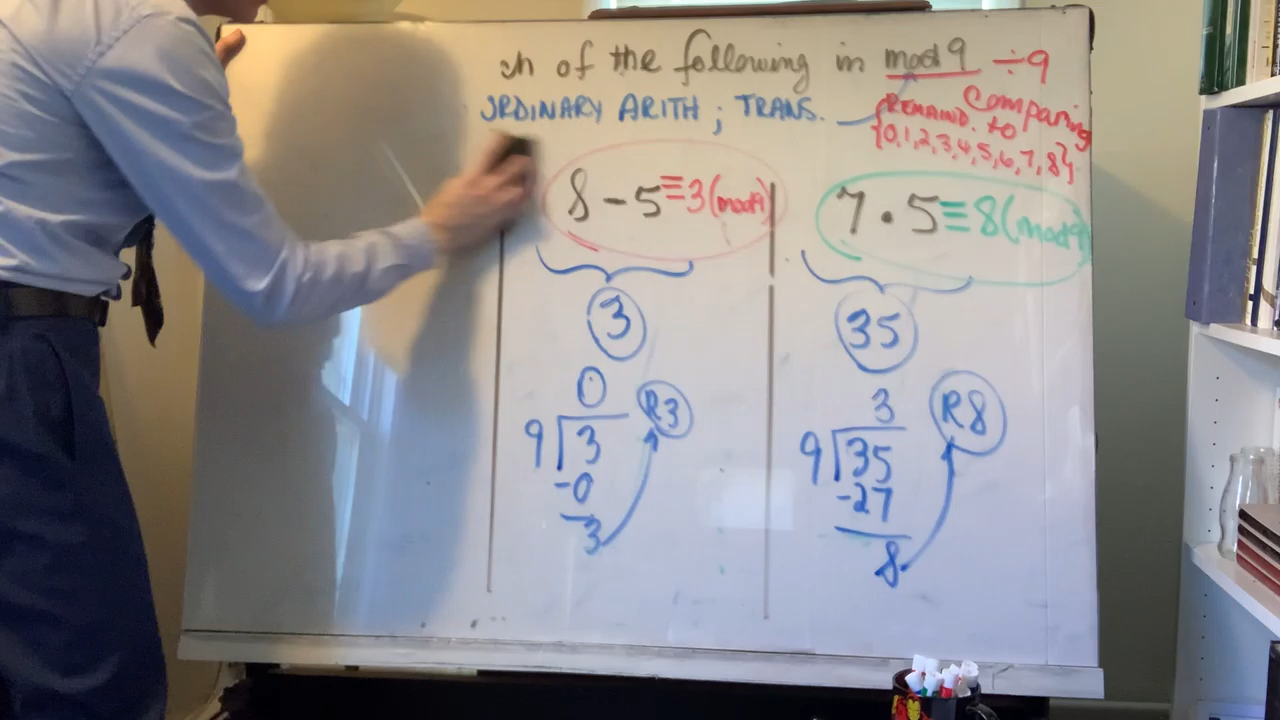 ch of the following in mod 9 ÷9
ORDINARY ARITH ; TRANS.
{REMAIND. Comparing to
{0,1,2,3,4,5,6,7,8}
8 - 5 ≡ 3 (mod 9)
3
0 R3
9 3
-0
3
7 · 5 ≡ 8 (mod 9)
35
3 R8
9 35
-27
8